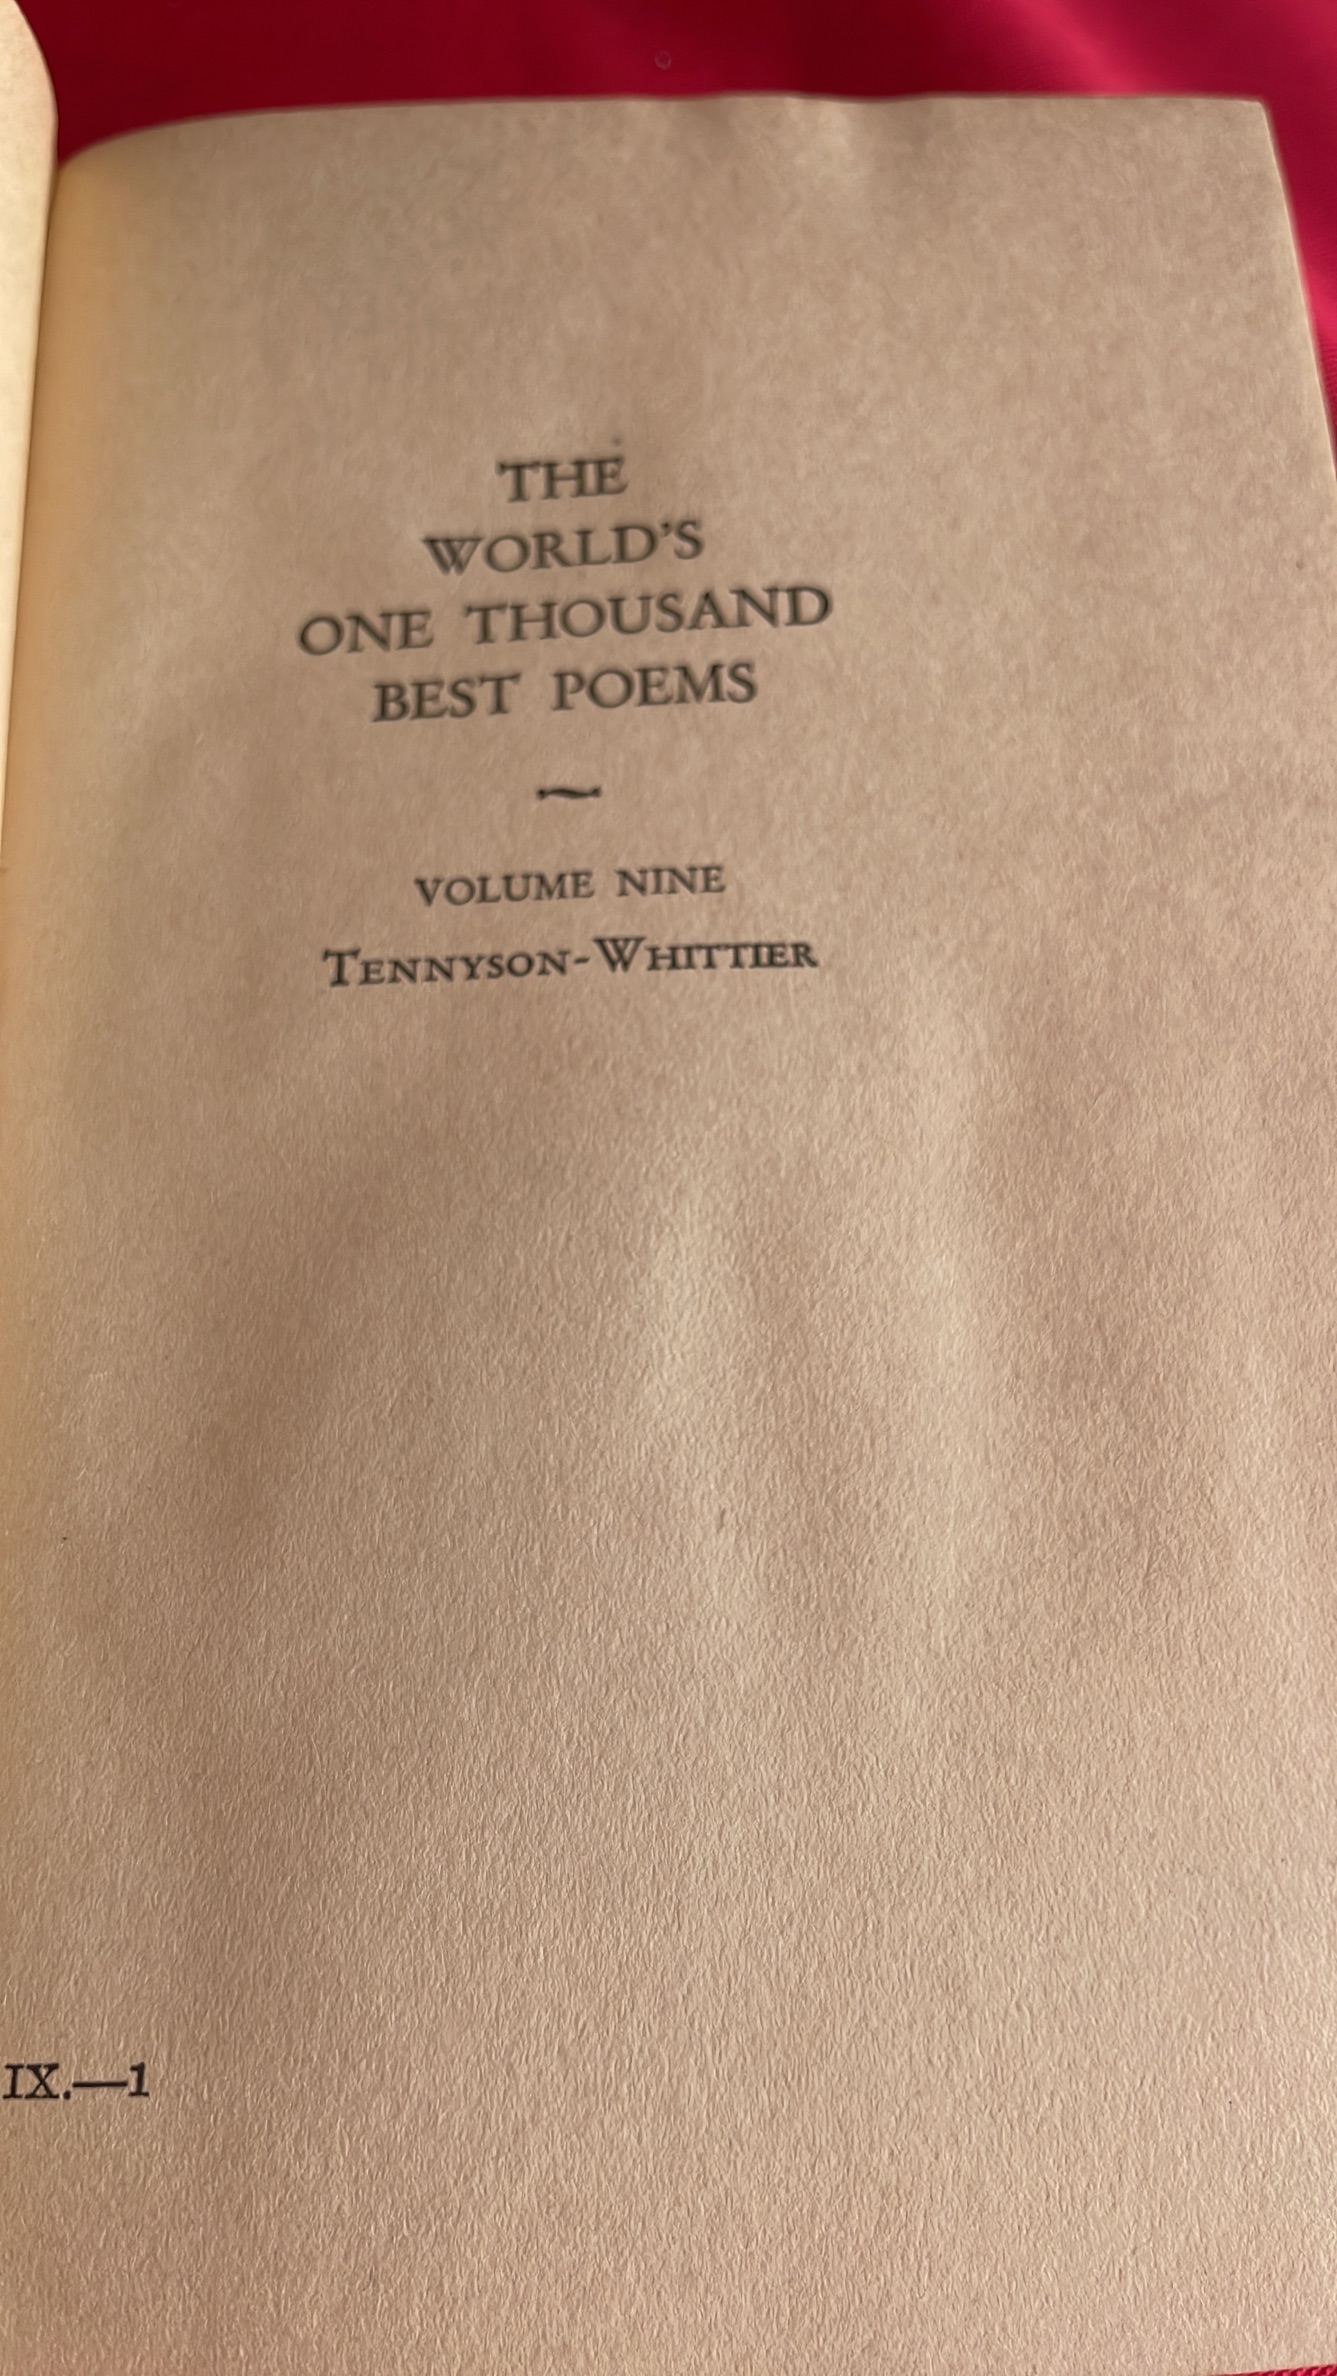 THE
WORLD'S
ONE THOUSAND
BEST POEMS
VOLUME NINE
TENNYSON-WHITTIER
IX.—1